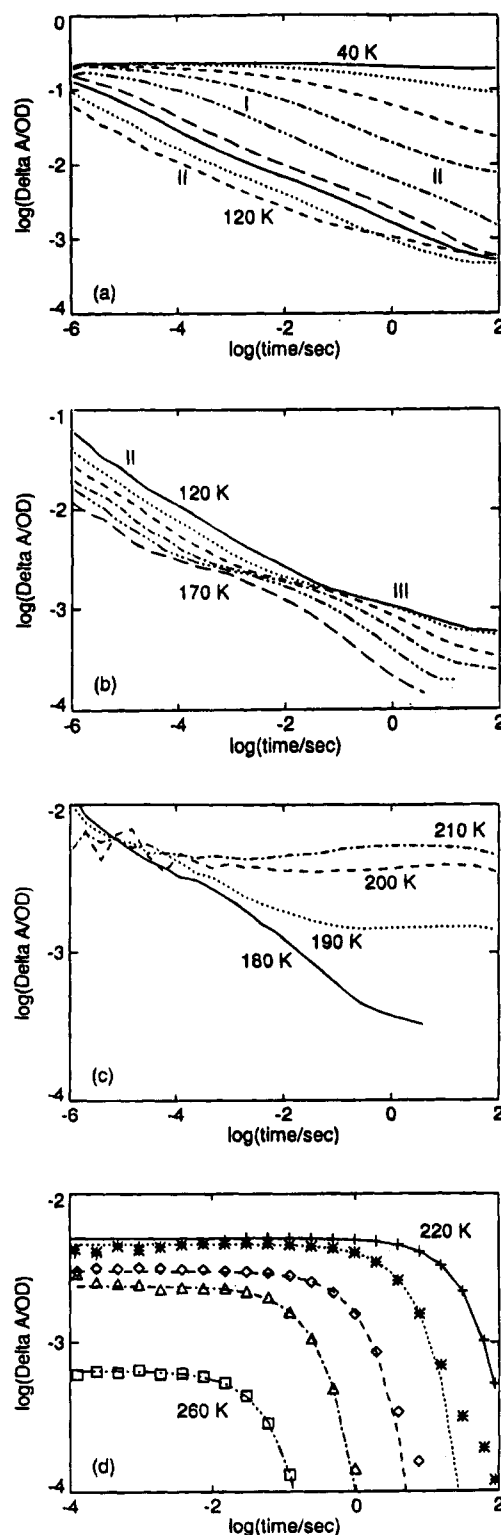 0
-1
-2
-3
-4
log(Delta A/OD)
40 K
I
II
II
120 K
(a)
-6
-4
-2
0
2
log(time/sec)
-1
-2
-3
-4
log(Delta A/OD)
II
120 K
III
170 K
(b)
-6
-4
-2
0
2
log(time/sec)
-2
-3
-4
log(Delta A/OD)
210 K
200 K
190 K
180 K
(c)
-6
-4
-2
0
2
log(time/sec)
-2
-3
-4
log(Delta A/OD)
220 K
260 K
(d)
-4
-2
0
2
log(time/sec)